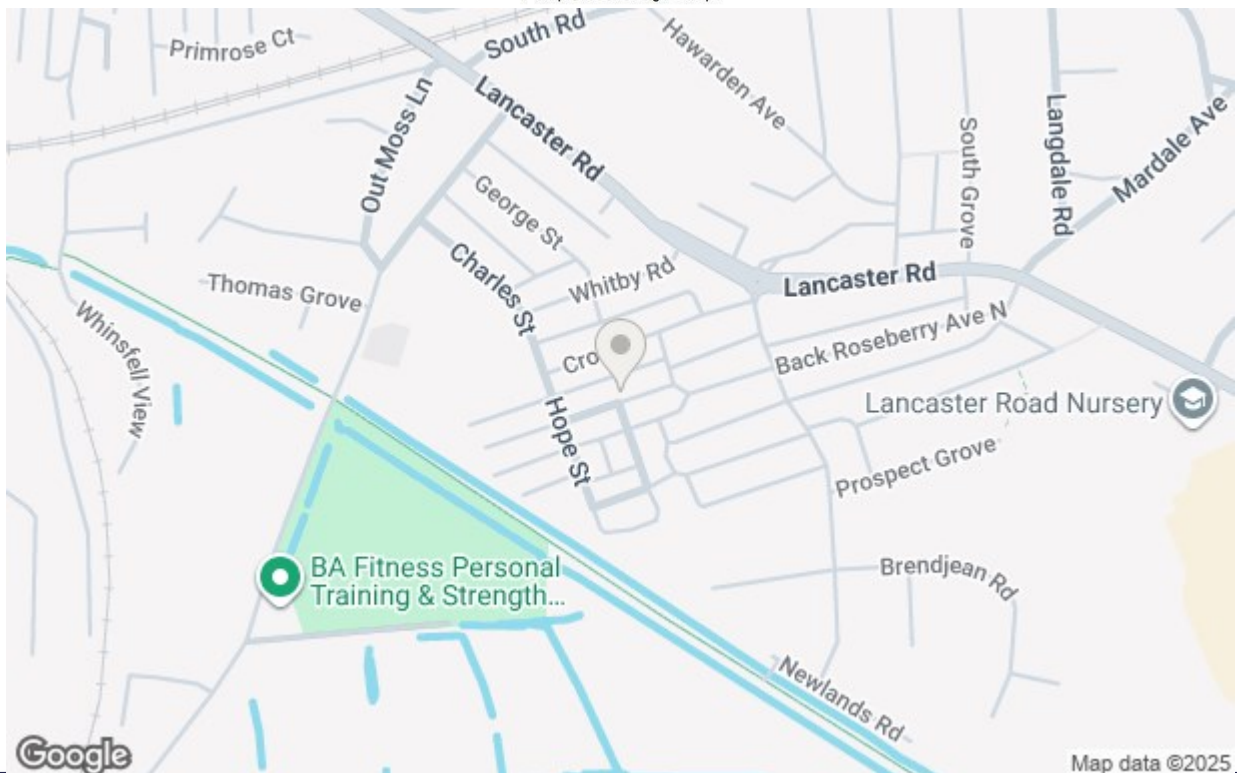 Primrose Ct
South Rd
Hawarden Ave
Lancaster Rd
Out Moss Ln
South Grove
Langdale Rd
Mardale Ave
George St
Charles St
Whitby Rd
Lancaster Rd
Thomas Grove
Whinsfell View
Cro
Back Roseberry Ave N
Lancaster Road Nursery
Hope St
Prospect Grove
BA Fitness Personal
Training & Strength...
Brendjean Rd
Newlands Rd
Google
Map data ©2025